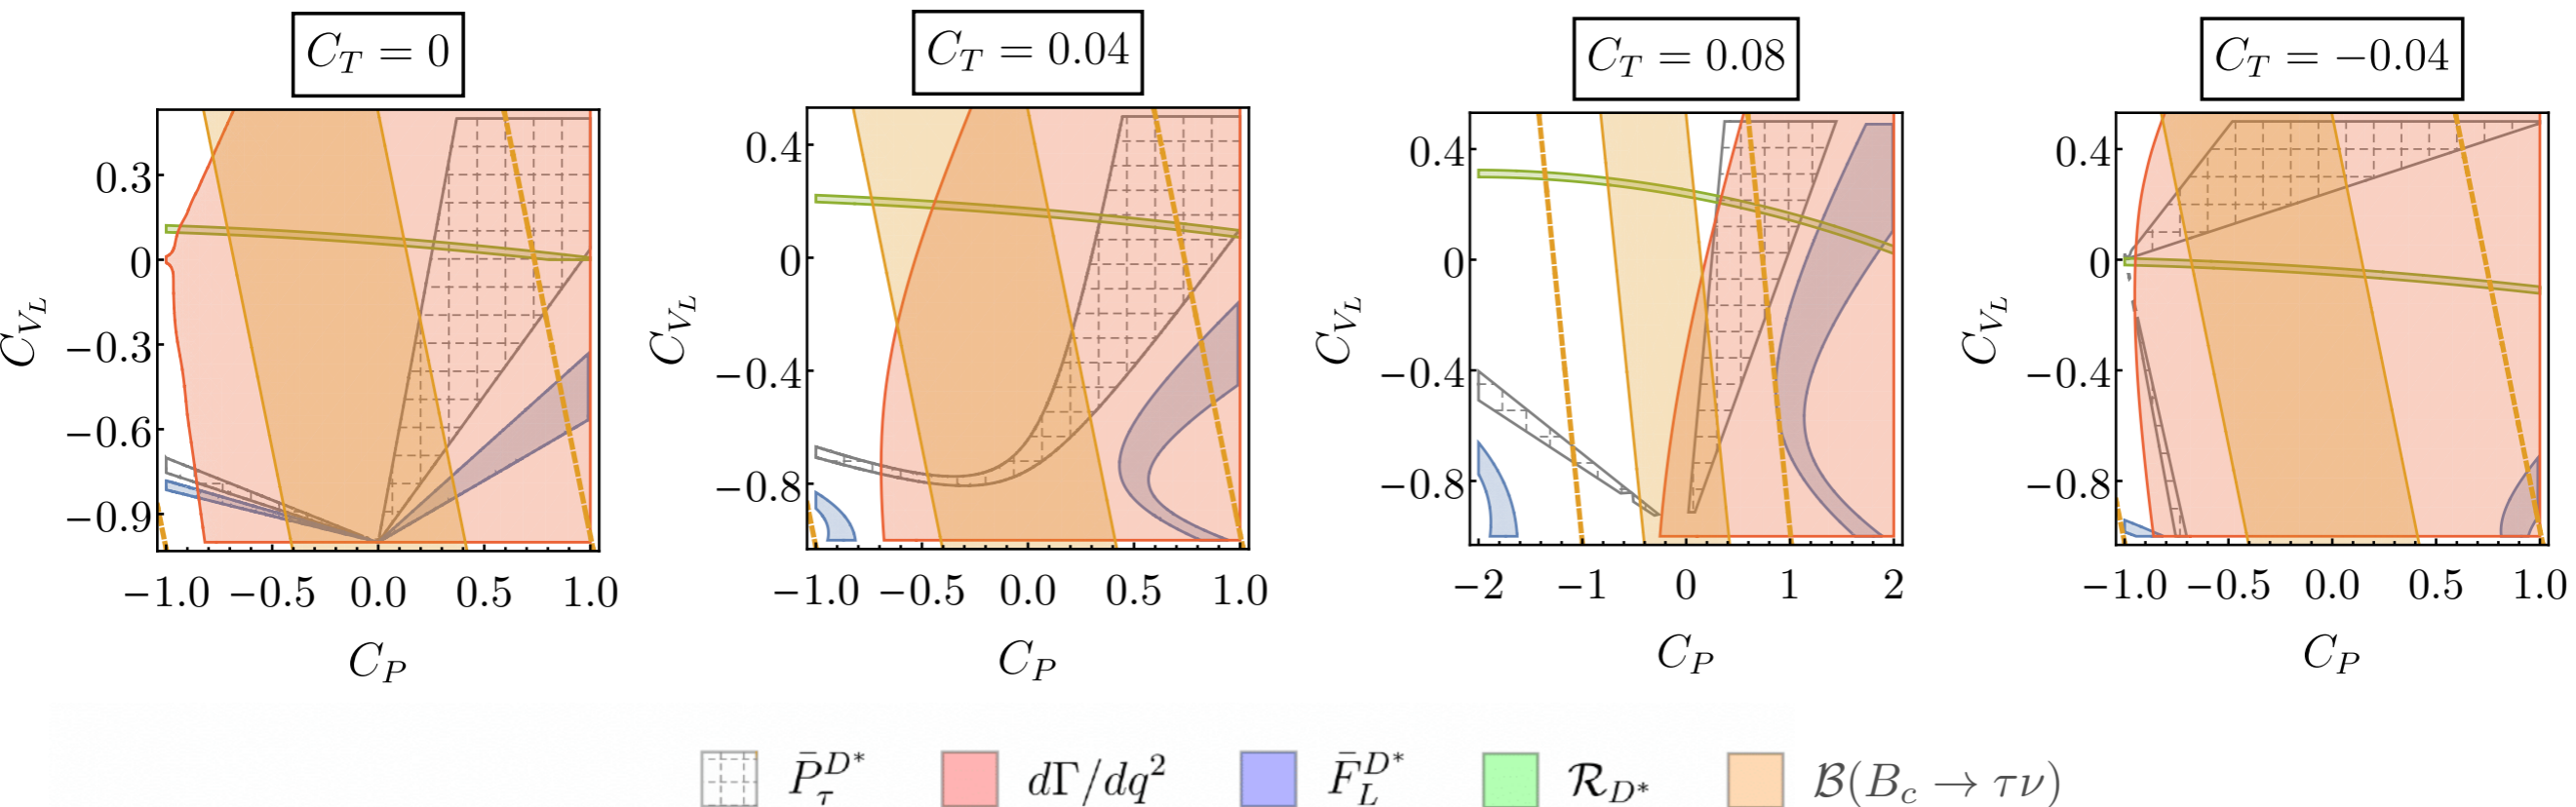 C_T = 0
0.3
0
−0.3
−0.6
−0.9
C_{V_L}
−1.0 −0.5 0.0 0.5 1.0
C_P
C_T = 0.04
0.4
0
−0.4
−0.8
C_{V_L}
−1.0 −0.5 0.0 0.5 1.0
C_P
C_T = 0.08
0.4
0
−0.4
−0.8
C_{V_L}
−2 −1 0 1 2
C_P
C_T = −0.04
0.4
0
−0.4
−0.8
C_{V_L}
−1.0 −0.5 0.0 0.5 1.0
C_P
P̄_τ^{D*} dΓ/dq² F̄_L^{D*} ℛ_{D*} ℬ(B_c → τν)